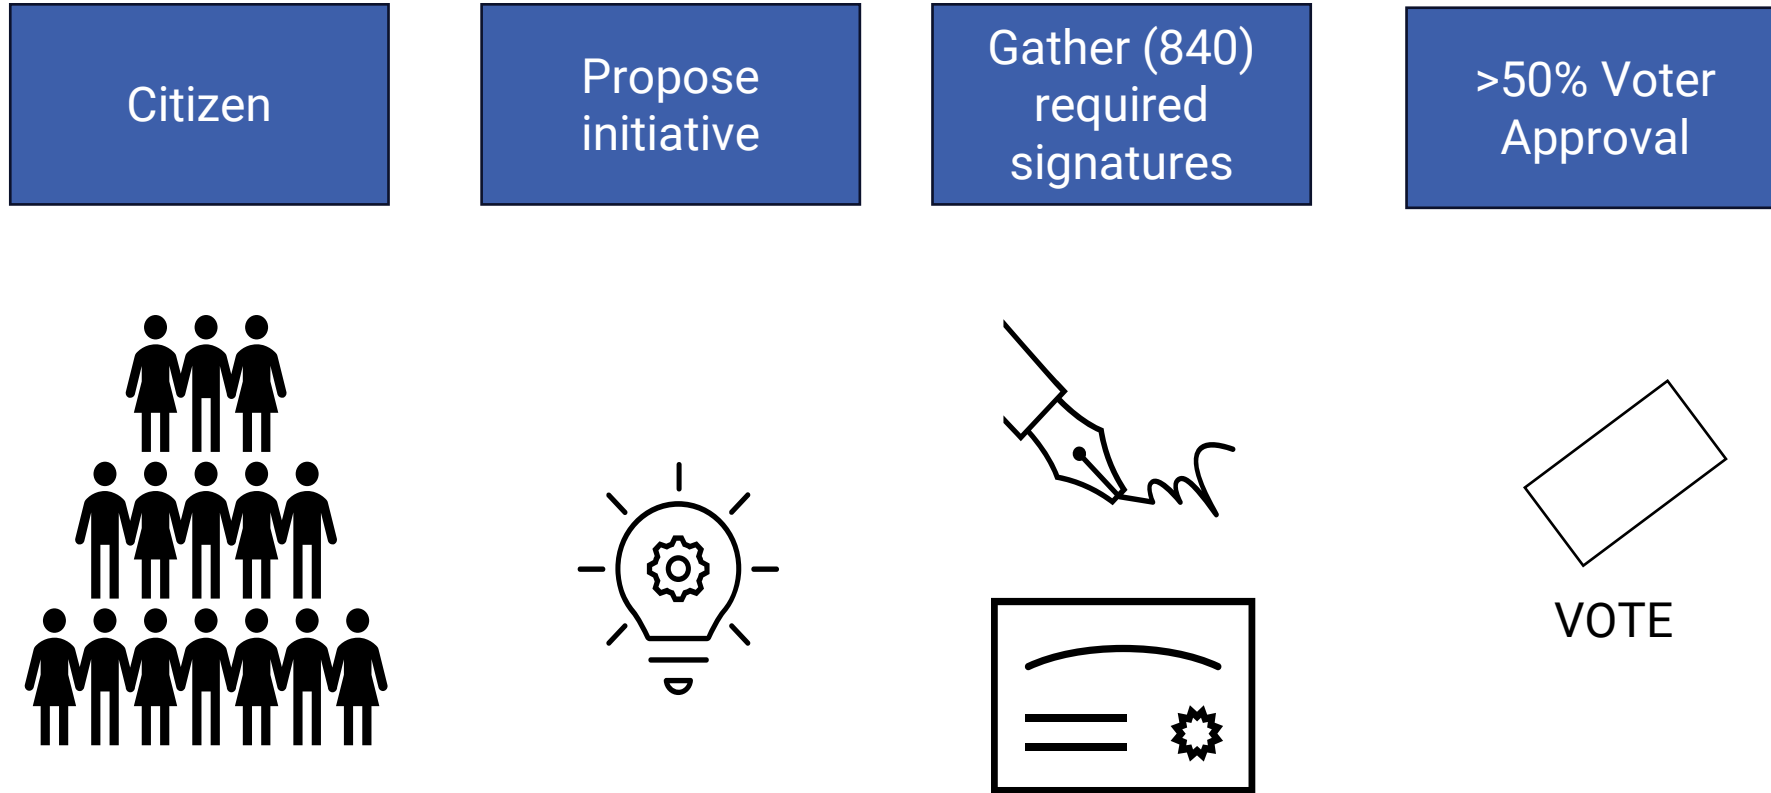 Citizen
Propose
initiative
Gather (840)
required
signatures
>50% Voter
Approval
VOTE